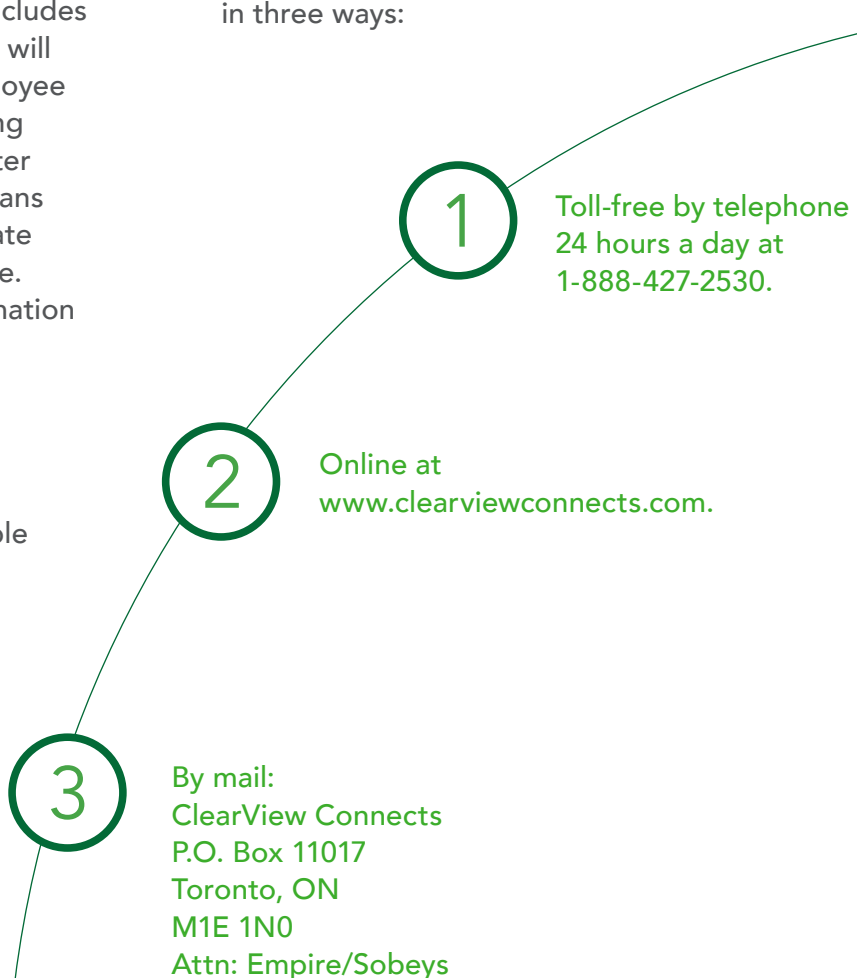 cludes
will
oyee
ng
ter
ans
ate
e.
nation
ble
in three ways:
1
Toll-free by telephone
24 hours a day at
1-888-427-2530.
2
Online at
www.clearviewconnects.com.
3
By mail:
ClearView Connects
P.O. Box 11017
Toronto, ON
M1E 1N0
Attn: Empire/Sobeys